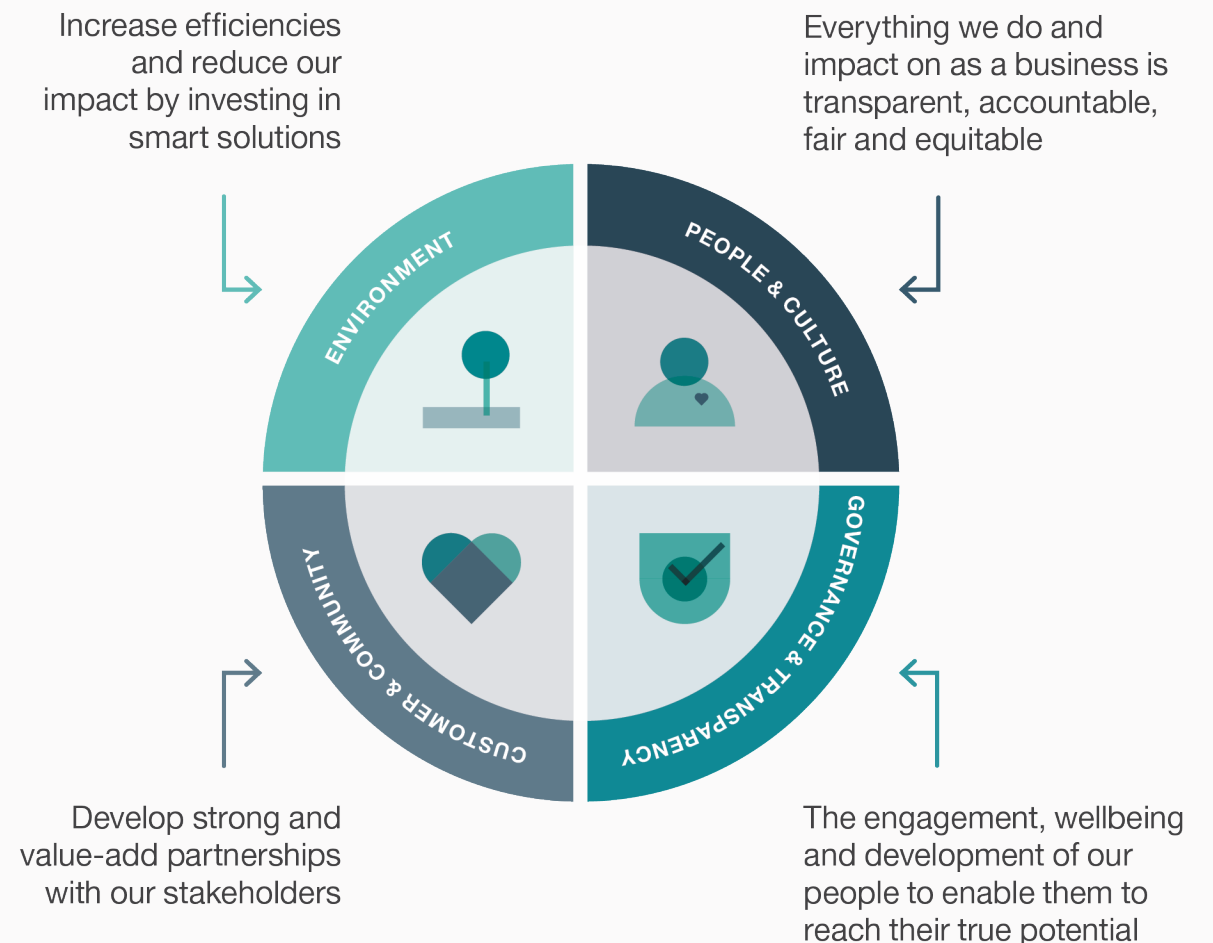 Increase efficiencies
and reduce our
impact by investing in
smart solutions
Everything we do and
impact on as a business is
transparent, accountable,
fair and equitable
ENVIRONMENT
PEOPLE & CULTURE
CUSTOMER & COMMUNITY
GOVERNANCE & TRANSPARENCY
Develop strong and
value-add partnerships
with our stakeholders
The engagement, wellbeing
and development of our
people to enable them to
reach their true potential